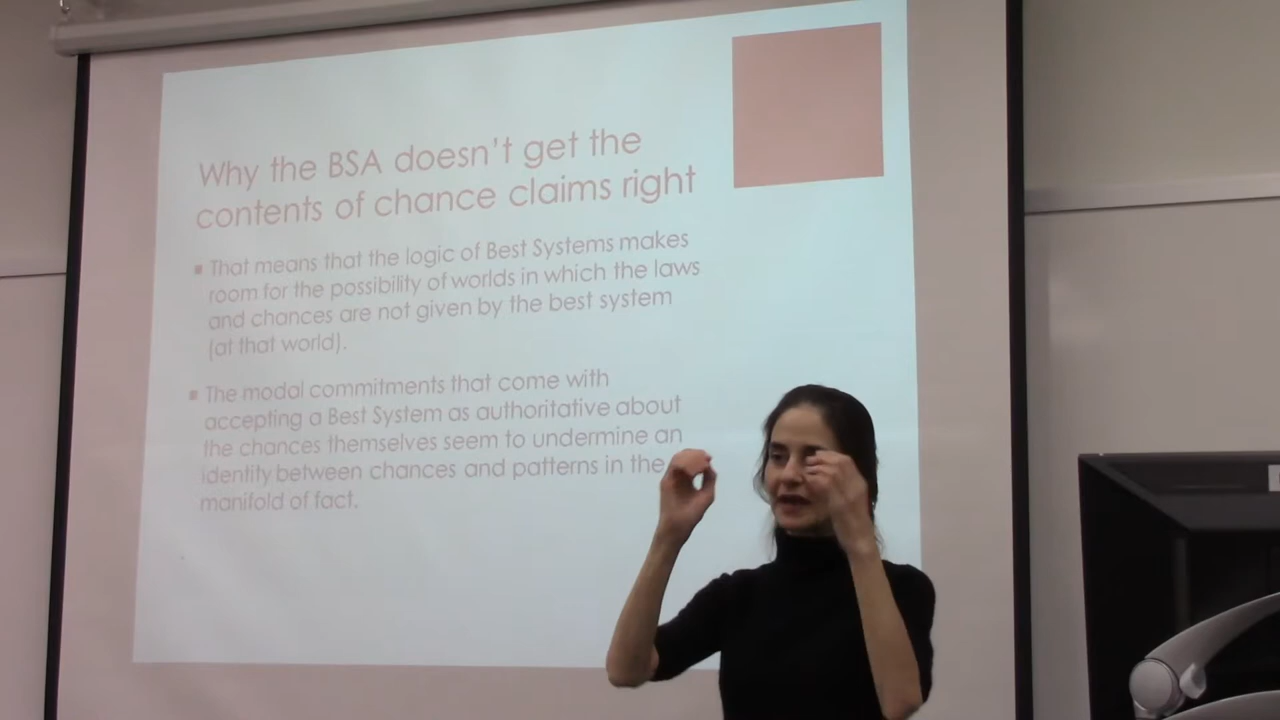 Why the BSA doesn't get the
contents of chance claims right
That means that the logic of Best Systems makes
room for the possibility of worlds in which the laws
and chances are not given by the best system
(at that world).
The modal commitments that come with
accepting a Best System as authoritative about
the chances themselves seem to undermine an
identity between chances and patterns in the
manifold of fact.